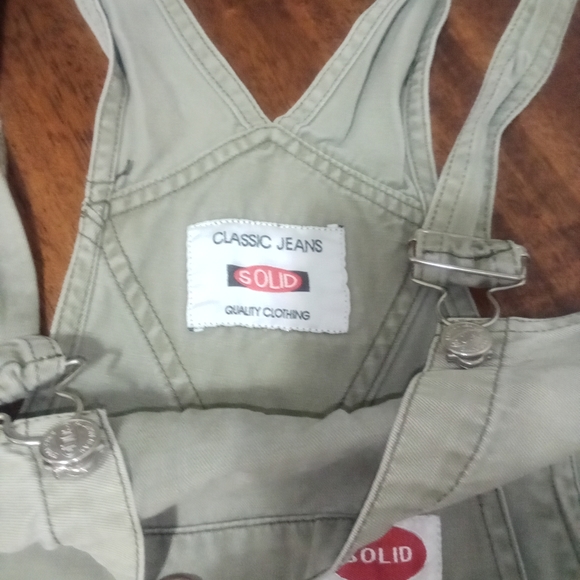 CLASSIC JEANS
SOLID
QUALITY CLOTHING
SOLID